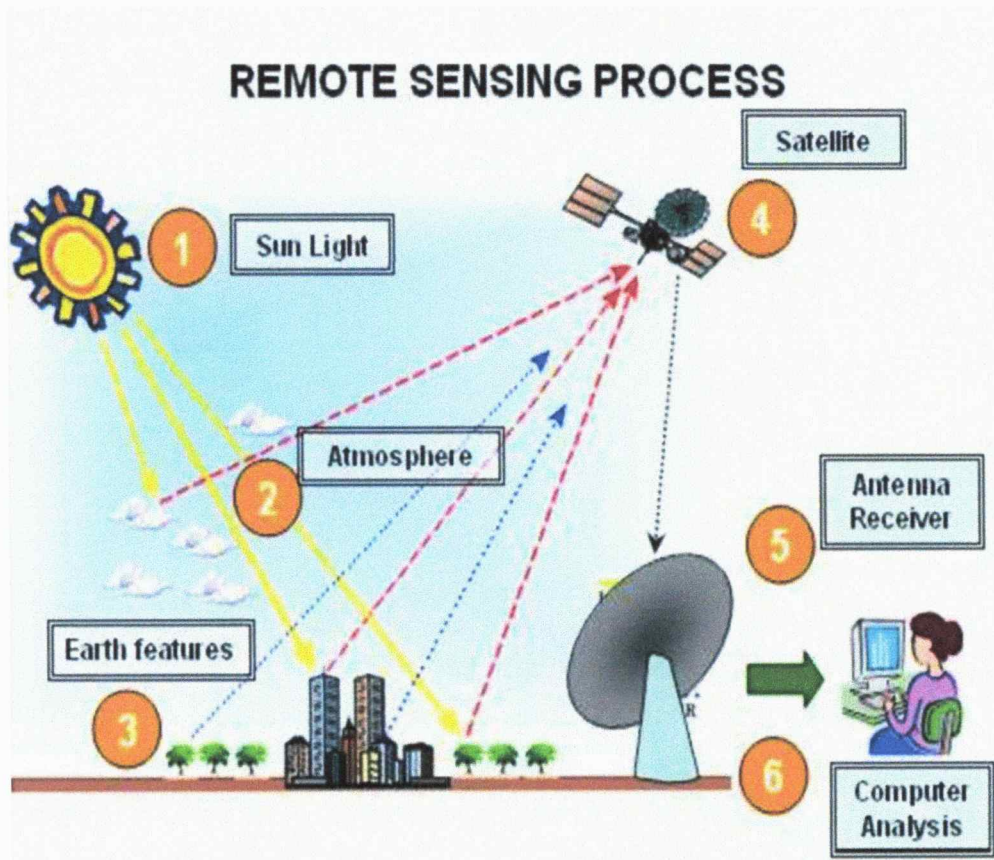 REMOTE SENSING PROCESS
Satellite
4
1
Sun Light
Atmosphere
2
Antenna
Receiver
5
Earth features
3
R
6
Computer
Analysis